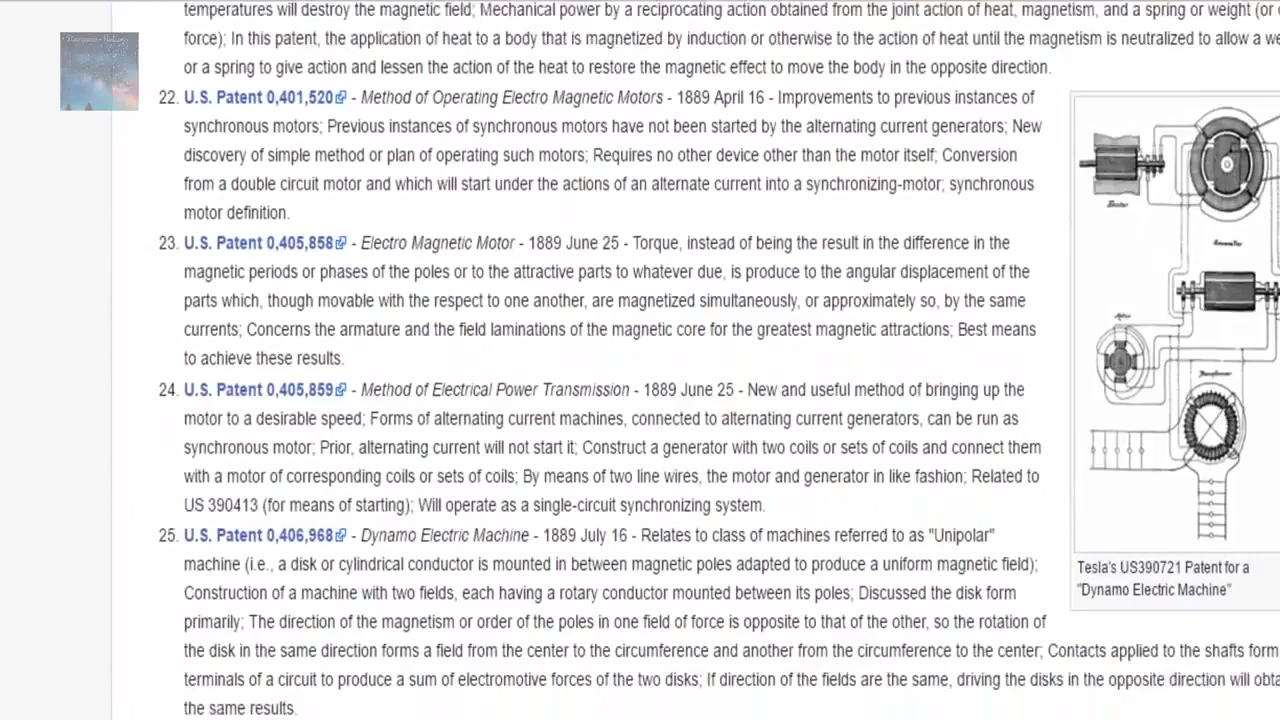 temperatures will destroy the magnetic field; Mechanical power by a reciprocating action obtained from the joint action of heat, magnetism, and a spring or weight (or
force); In this patent, the application of heat to a body that is magnetized by induction or otherwise to the action of heat until the magnetism is neutralized to allow a
or a spring to give action and lessen the action of the heat to restore the magnetic effect to move the body in the opposite direction.
22. U.S. Patent 0,401,520 - Method of Operating Electro Magnetic Motors - 1889 April 16 - Improvements to previous instances of
synchronous motors; Previous instances of synchronous motors have not been started by the alternating current generators; New
discovery of simple method or plan of operating such motors; Requires no other device other than the motor itself; Conversion
from a double circuit motor and which will start under the actions of an alternate current into a synchronizing-motor; synchronous
motor definition.
23. U.S. Patent 0,405,858 - Electro Magnetic Motor - 1889 June 25 - Torque, instead of being the result in the difference in the
magnetic periods or phases of the poles or to the attractive parts to whatever due, is produce to the angular displacement of the
parts which, though movable with the respect to one another, are magnetized simultaneously, or approximately so, by the same
currents; Concerns the armature and the field laminations of the magnetic core for the greatest magnetic attractions; Best means
to achieve these results.
24. U.S. Patent 0,405,859 - Method of Electrical Power Transmission - 1889 June 25 - New and useful method of bringing up the
motor to a desirable speed; Forms of alternating current machines, connected to alternating current generators, can be run as
synchronous motor; Prior, alternating current will not start it; Construct a generator with two coils or sets of coils and connect them
with a motor of corresponding coils or sets of coils; By means of two line wires, the motor and generator in like fashion; Related to
US 390413 (for means of starting); Will operate as a single-circuit synchronizing system.
25. U.S. Patent 0,406,968 - Dynamo Electric Machine - 1889 July 16 - Relates to class of machines referred to as "Unipolar"
machine (i.e., a disk or cylindrical conductor is mounted in between magnetic poles adapted to produce a uniform magnetic field);
Construction of a machine with two fields, each having a rotary conductor mounted between its poles; Discussed the disk form
primarily; The direction of the magnetism or order of the poles in one field of force is opposite to that of the other, so the rotation of
the disk in the same direction forms a field from the center to the circumference and another from the circumference to the center; Contacts applied to the shafts form
terminals of a circuit to produce a sum of electromotive forces of the two disks; If direction of the fields are the same, driving the disks in the opposite direction will
the same results.
Tesla's US390721 Patent for a
"Dynamo Electric Machine"